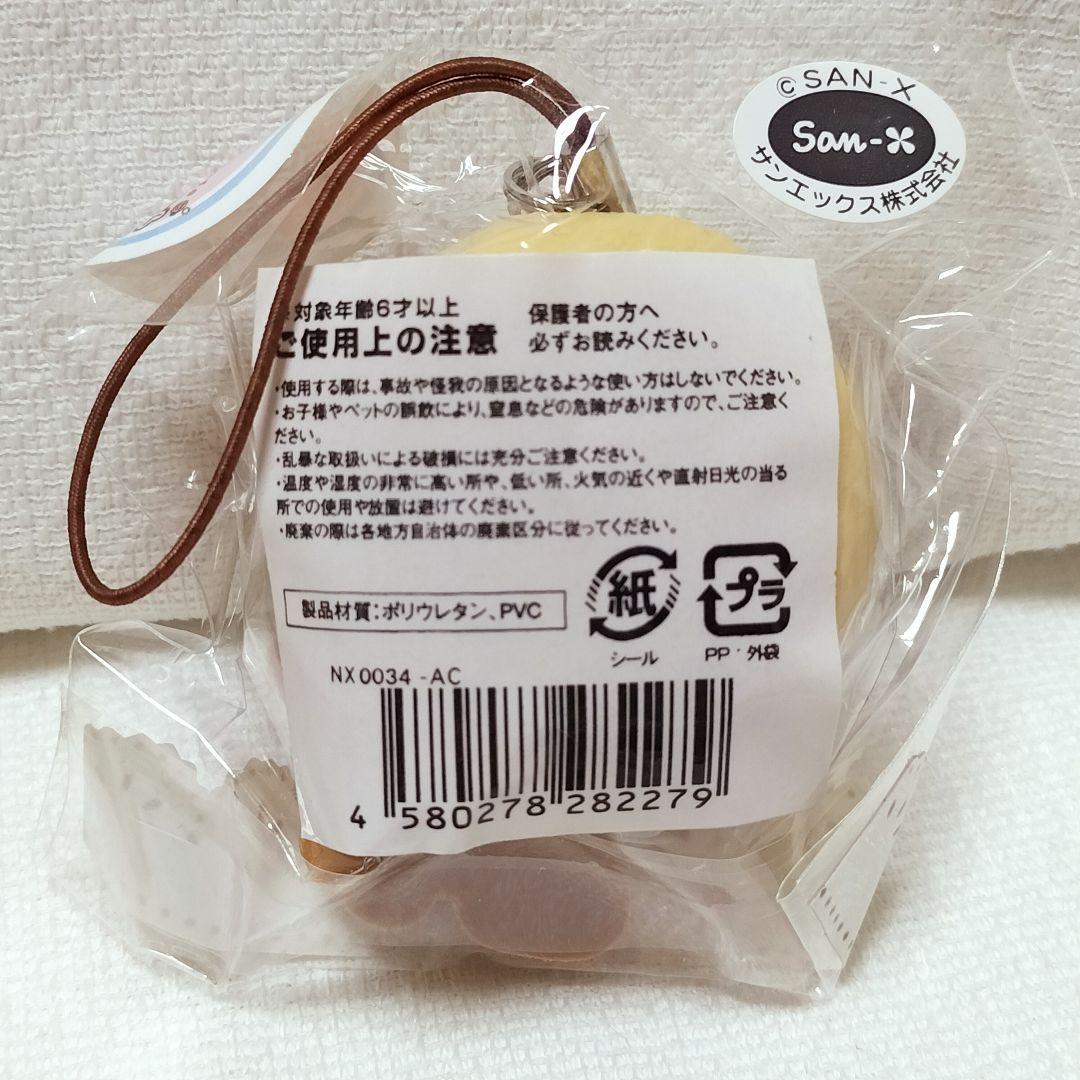 ©SAN-X
San-X
サンエックス株式会社
対象年齢6才以上
ご使用上の注意
保護者の方へ
必ずお読みください。
・使用する際は、事故や怪我の原因となるような使い方はしないでください。
・お子様やペットの誤飲により、窒息などの危険がありますので、ご注意く
ださい。
・乱暴な取扱いによる破損には充分ご注意ください。
・温度や湿度の非常に高い所や、低い所、火気の近くや直射日光の当る
所での使用や放置は避けてください。
・廃棄の際は各地方自治体の廃棄区分に従ってください。
製品材質：ポリウレタン、PVC
紙
シール
プラ
PP・外袋
NX0034-AC
4 580278 282279